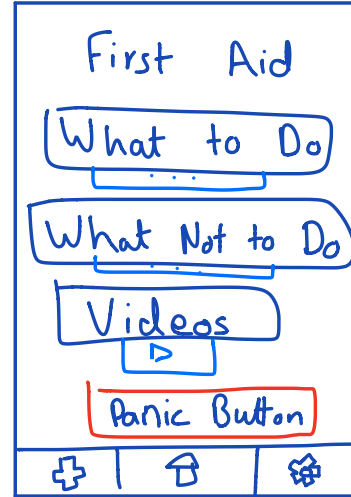 First Aid
What to Do
...
What Not to Do
...
Videos
Panic Button